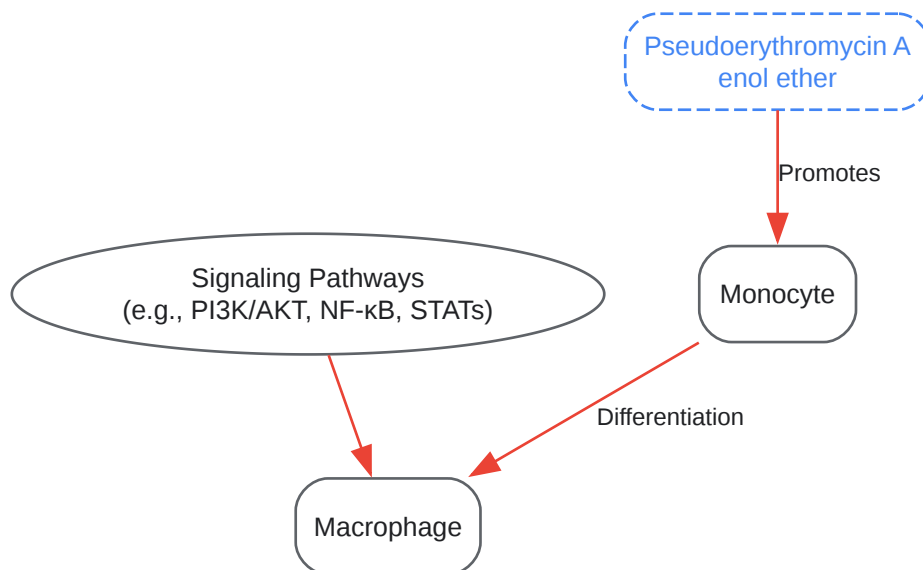 Pseudoerythromycin A
enol ether
Promotes
Signaling Pathways
(e.g., PI3K/AKT, NF-κB, STATs)
Monocyte
Differentiation
Macrophage